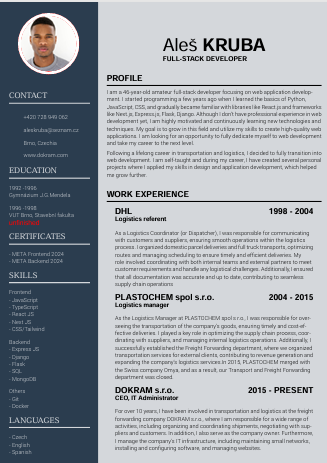 Aleš KRUBA
FULL-STACK DEVELOPER
CONTACT
+420 728 949 062
aleskruba@seznam.cz
Brno, Czechia
www.dokram.com
EDUCATION
1992 -1996
Gymnázium J.G.Mendela
1996 -1998
VUT Brno, Stavební fakulta
CERTIFICATES
- META Frontend 2024
- META Backend 2024
SKILLS
Frontend
- JavaScript
- TypeScript
- React JS
- Next JS
- CSS/Tailwind
Backend
- Express JS
- Django
- Flask
- SQL
- MongoDB
Others
- Git
- Docker
LANGUAGES
- Czech
- English
- Spanish
PROFILE
I am a 46-year-old amateur full-stack developer focusing on web application develop-
ment. I started programming a few years ago when I learned the basics of Python,
JavaScript, CSS, and gradually became familiar with libraries like React js and frameworks
like Next js, Express js, Flask, Django. Although I don't have professional experience in web
development yet, I am highly motivated and continuously learning new technologies and
techniques. My goal is to grow in this field and utilize my skills to create high-quality web
applications. I am looking for an opportunity to fully dedicate myself to web development
and take my career to the next level.
Following a lifelong career in transportation and logistics, I decided to fully transition into
web development. I am self-taught and during my career, I have created several personal
projects where I applied my skills in design and application development, which helped
me grow further.
WORK EXPERIENCE
DHL 1998 - 2004
Logistics referent
As a Logistics Coordinator (or Dispatcher), I was responsible for communicating
with customers and suppliers, ensuring smooth operations within the logistics
process. I organized domestic parcel deliveries and full truck transports, optimizing
routes and managing scheduling to ensure timely and efficient deliveries. My
role involved coordinating both internal teams and external partners to meet
customer requirements and handle any logistical challenges. Additionally, I ensured
that all documentation was accurate and up to date, contributing to seamless
supply chain operations
PLASTOCHEM spol s.r.o. 2004 - 2015
Logistics manager
As the Logistics Manager at PLASTOCHEM spol s r.o., I was responsible for over-
seeing the transportation of the company's goods, ensuring timely and cost-ef-
fective deliveries. I played a key role in optimizing the supply chain process, coor-
dinating with suppliers, and managing internal logistics operations. Additionally, I
successfully established the Freight Forwarding department, where we organized
transportation services for external clients, contributing to revenue generation and
expanding the company's logistics services. In 2015, PLASTOCHEM merged with
the Swiss company Omya, and as a result, our Transport and Freight Forwarding
department was closed.
DOKRAM s.r.o. 2015 - PRESENT
CEO, IT Administator
For over 10 years, I have been involved in transportation and logistics at the freight
forwarding company DOKRAM s.r.o., where I am responsible for a wide range of
activities, including organizing and coordinating shipments, negotiating with sup-
pliers and customers. In addition, I also serve as the company owner. Furthermore,
I manage the company's IT infrastructure, including maintaining small networks,
installing and configuring software, and managing websites.